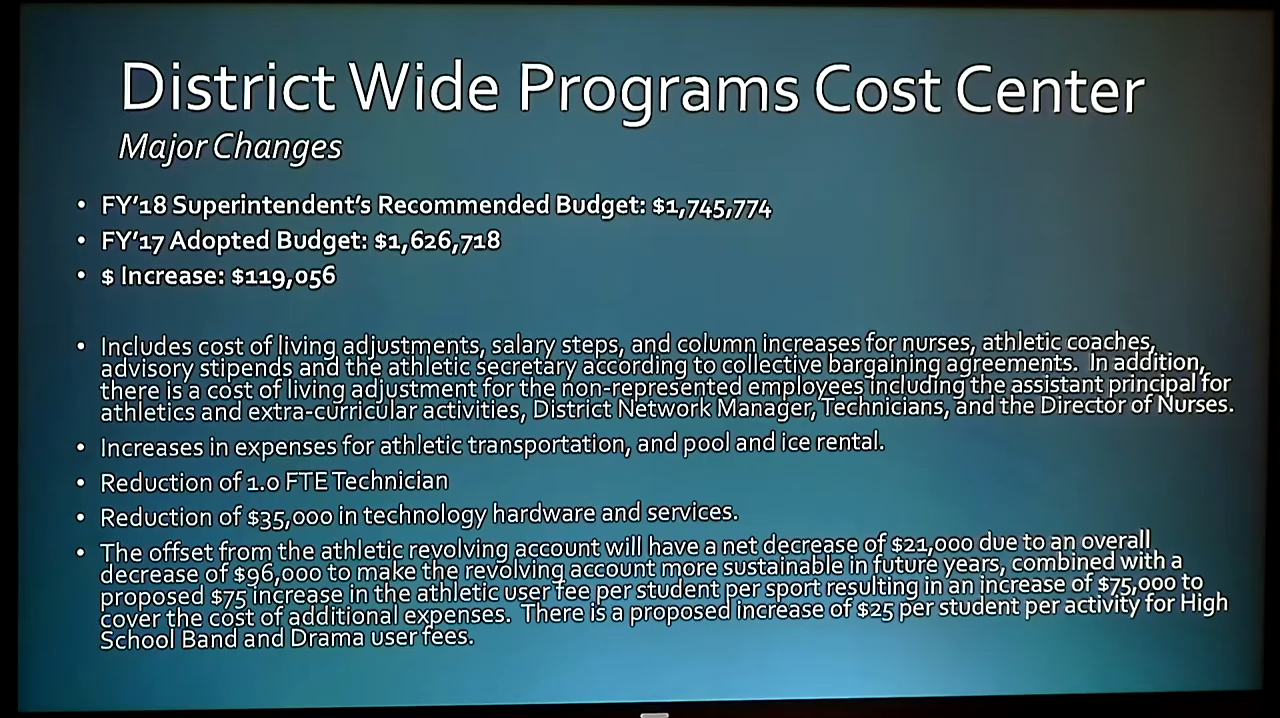 District Wide Programs Cost Center
Major Changes
• FY'18 Superintendent's Recommended Budget: $1,745,774
• FY'17 Adopted Budget: $1,626,718
• $ Increase: $119,056
• Includes cost of living adjustments, salary steps, and column increases for nurses, athletic coaches,
advisory stipends and the athletic secretary according to collective bargaining agreements. In addition,
there is a cost of living adjustment for the non-represented employees including the assistant principal for
athletics and extra-curricular activities, District Network Manager, Technicians, and the Director of Nurses.
• Increases in expenses for athletic transportation, and pool and ice rental.
• Reduction of 1.0 FTE Technician
• Reduction of $35,000 in technology hardware and services.
• The offset from the athletic revolving account will have a net decrease of $21,000 due to an overall
decrease of $96,000 to make the revolving account more sustainable in future years, combined with a
proposed $75 increase in the athletic user fee per student per sport resulting in an increase of $75,000 to
cover the cost of additional expenses. There is a proposed increase of $25 per student per activity for High
School Band and Drama user fees.